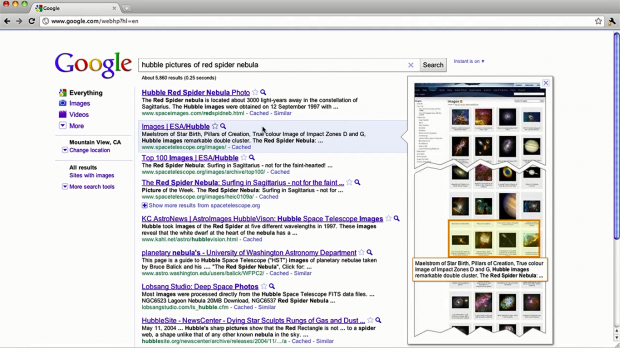 Google
www.google.com/webhp?hl=en
Google
hubble pictures of red spider nebula
Search
Instant is on ▼
About 5,860 results (0.25 seconds)
Everything
Images
Videos
More
Mountain View, CA
Change location
All results
Sites with images
More search tools
Hubble Red Spider Nebula Photo
The Red Spider nebula is located about 3000 light-years away in the constellation of
Sagittarius. The Hubble images were obtained on 12 September 1997 with ...
www.spaceimages.com/redspidneb.html - Cached - Similar
Images | ESA/Hubble
Maelstrom of Star Birth, Pillars of Creation, True colour Image of Impact Zones D and G,
Hubble images remarkable double cluster. The Red Spider Nebula: ...
www.spacetelescope.org/images/ - Cached
Top 100 Images | ESA/Hubble
The Red Spider Nebula: Surfing in Sagittarius - not for the faint-hearted! ...
www.spacetelescope.org/images/archive/top100/ - Cached
The Red Spider Nebula: Surfing in Sagittarius - not for the faint ...
Picture of the Week. The Red Spider Nebula: Surfing in Sagittarius - not for ...
www.spacetelescope.org/images/heic0109a/ - Cached
Show more results from spacetelescope.org
KC AstroNews | AstroImages HubbleVison: Hubble Space Telescope Images
Hubble took images of the Red Spider at five different wavelengths in 1997. These images
reveal that the white dwarf at the heart of the nebula has a ...
www.kahi.net/astro/hubblevision.html - Cached
planetary nebula's - University of Washington Astronomy Department
This page is a guide to Hubble Space Telescope ("HST") images of planetary nebulae taken
by Bruce Balick and his .... "The Red Spider Nebula", Click for: ...
www.astro.washington.edu/users/balick/WFPC2/ - Cached - Similar
Lobsang Studio: Deep Space Photos
Most images were processed directly from the Hubble Space Telescope FITS data files. ...
NGC6523 Lagoon Nebula 20MB Download, NGC6537 Red Spider Nebula ...
lobsangstudio.com/ls_hubble.cfm - Cached - Similar
HubbleSite - NewsCenter - Dying Star Sculpts Rungs of Gas and Dust ...
May 11, 2004 ... Hubble's sharp pictures show that the Red Rectangle is not ... to a spider
web, a shape unlike that of any other known nebula in the sky. ...
hubblesite.org/newscenter/archive/releases/2004/11/.../a - Cached - Similar
Maelstrom of Star Birth, Pillars of Creation, True colour
Image of Impact Zones D and G, Hubble images
remarkable double cluster. The Red Spider Nebula: ...